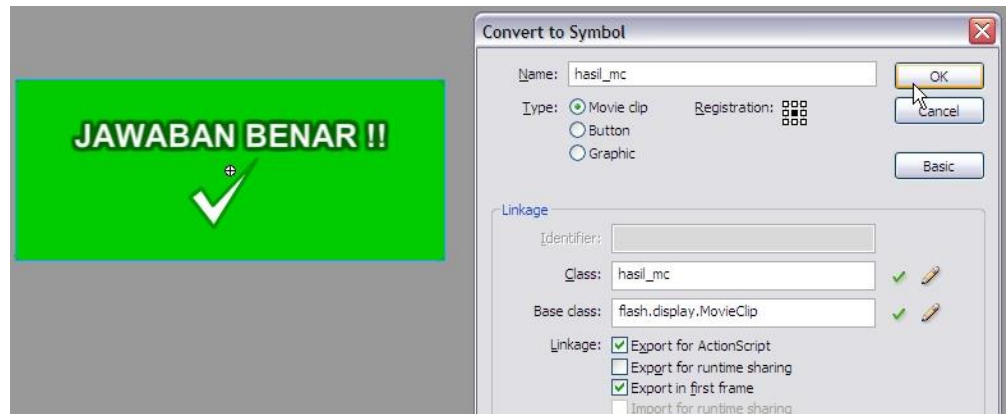 JAWABAN BENAR !!
Convert to Symbol
Name: hasil_mc
OK
Type: Movie clip
Registration:
Cancel
Button
Graphic
Basic
Linkage
Identifier:
Class: hasil_mc
Base class: flash.display.MovieClip
Linkage: Export for ActionScript
Export for runtime sharing
Export in first frame
Import for runtime sharing